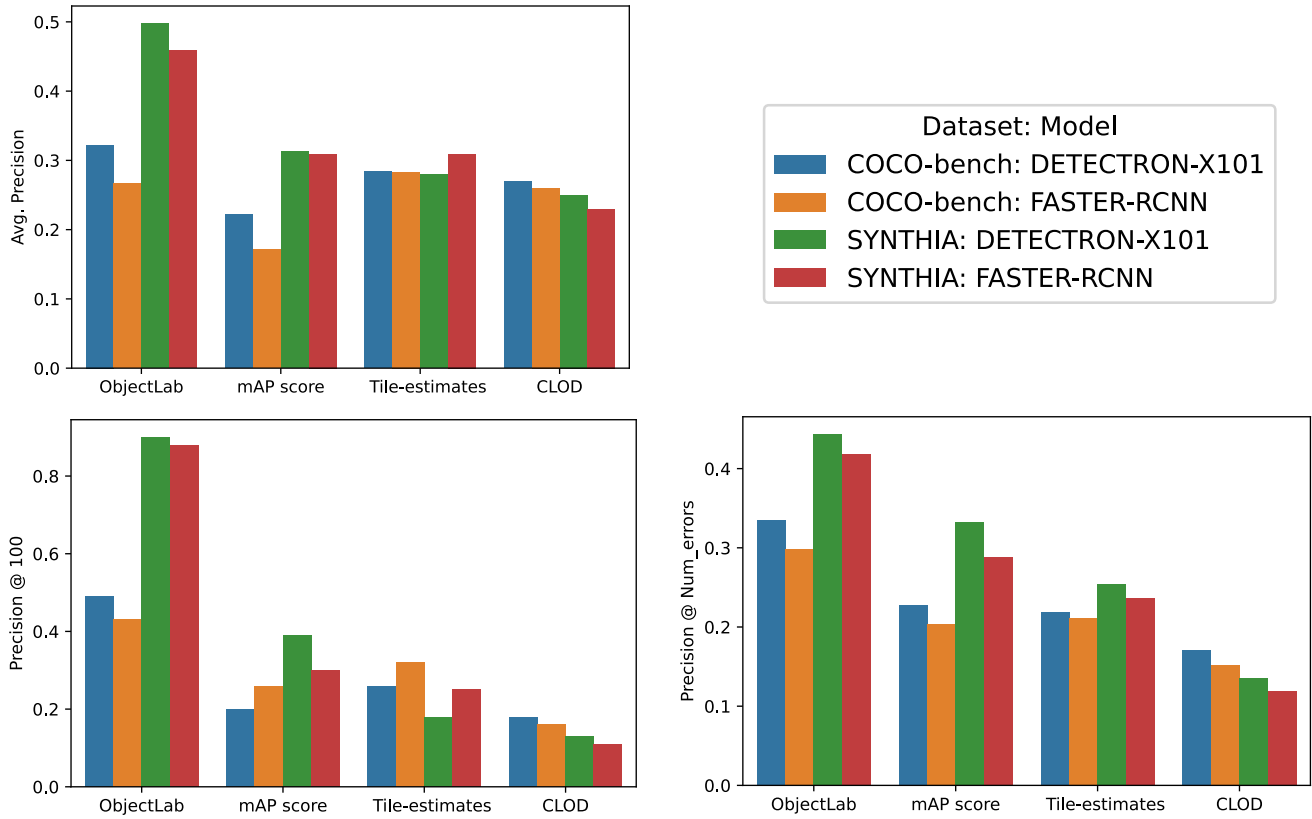 Avg. Precision
0.5
0.4
0.3
0.2
0.1
0.0
ObjectLab mAP score Tile-estimates CLOD
Dataset: Model
COCO-bench: DETECTRON-X101
COCO-bench: FASTER-RCNN
SYNTHIA: DETECTRON-X101
SYNTHIA: FASTER-RCNN
Precision @ 100
0.8
0.6
0.4
0.2
0.0
ObjectLab mAP score Tile-estimates CLOD
Precision @ Num_errors
0.4
0.3
0.2
0.1
0.0
ObjectLab mAP score Tile-estimates CLOD